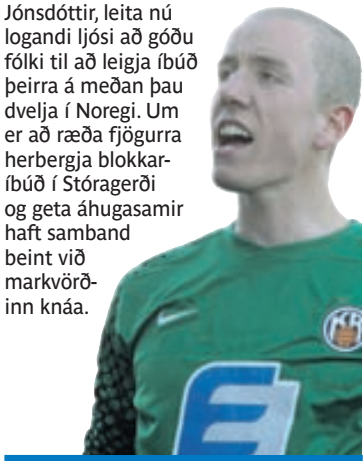 Jónsdóttir, leita nú
logandi ljósi að góðu
fólki til að leigja íbúð
þeirra á meðan þau
dvelja í Noregi. Um
er að ræða fjögurra
herbergja blokkar-
íbúð í Stóragerði
og geta áhugasamir
haft samband
beint við
markvörð-
inn knáa.
KR
E